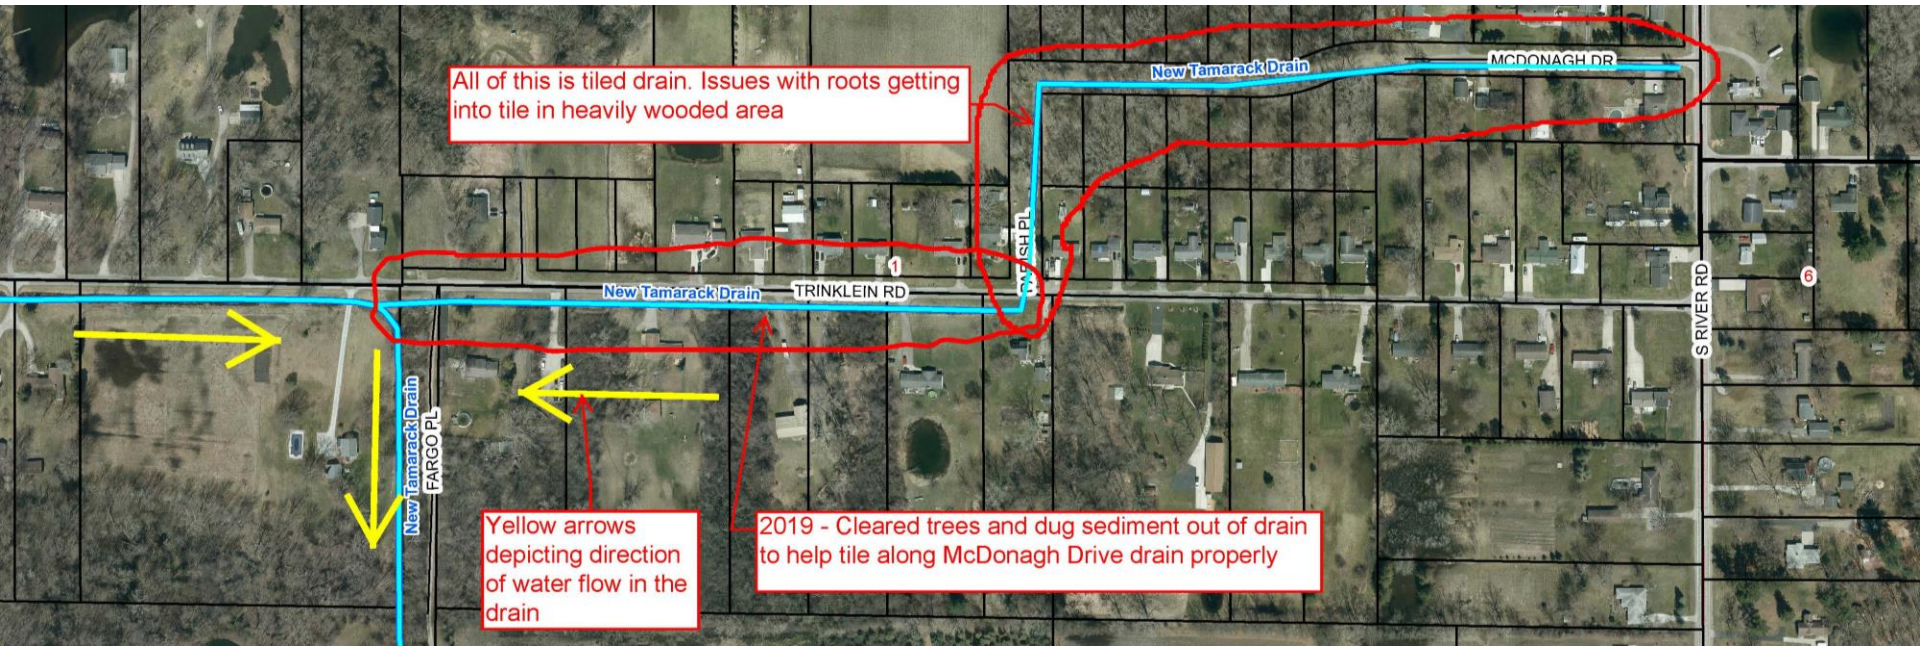 All of this is tiled drain. Issues with roots getting
into tile in heavily wooded area
New Tamarack Drain
MCDONAGH DR
PARISH PL
1
New Tamarack Drain
TRINKLEIN RD
S RIVER RD
6
New Tamarack Drain
FARGO PL
Yellow arrows
depicting direction
of water flow in the
drain
2019 - Cleared trees and dug sediment out of drain
to help tile along McDonagh Drive drain properly